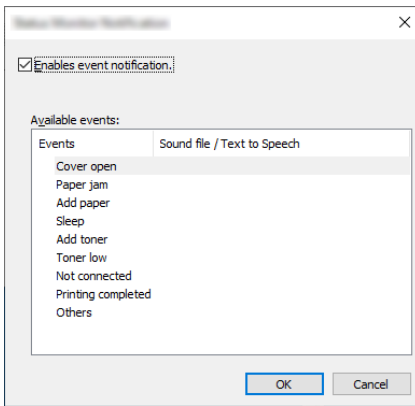 Enables event notification.
Available events:
Events Sound file / Text to Speech
Cover open
Paper jam
Add paper
Sleep
Add toner
Toner low
Not connected
Printing completed
Others
OK Cancel